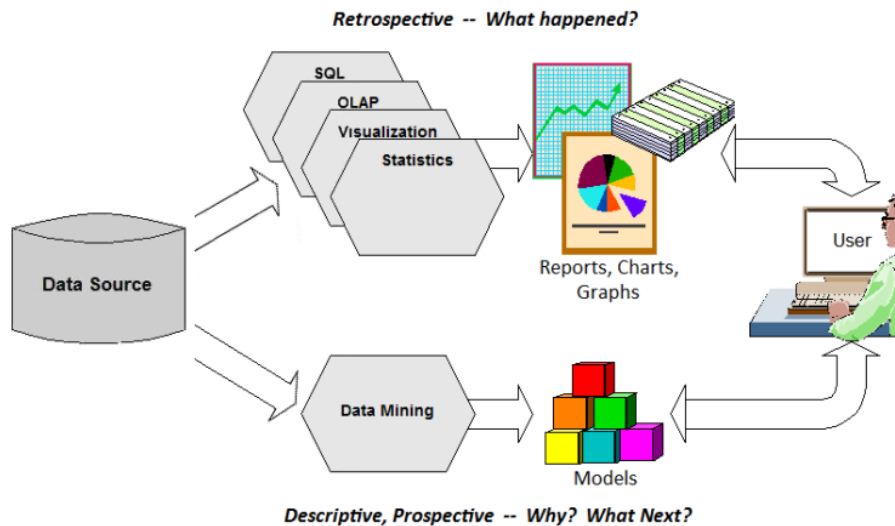 Retrospective -- What happened?
SQL
OLAP
Visualization
Statistics
Data Source
Reports, Charts,
Graphs
User
Data Mining
Models
Descriptive, Prospective -- Why? What Next?